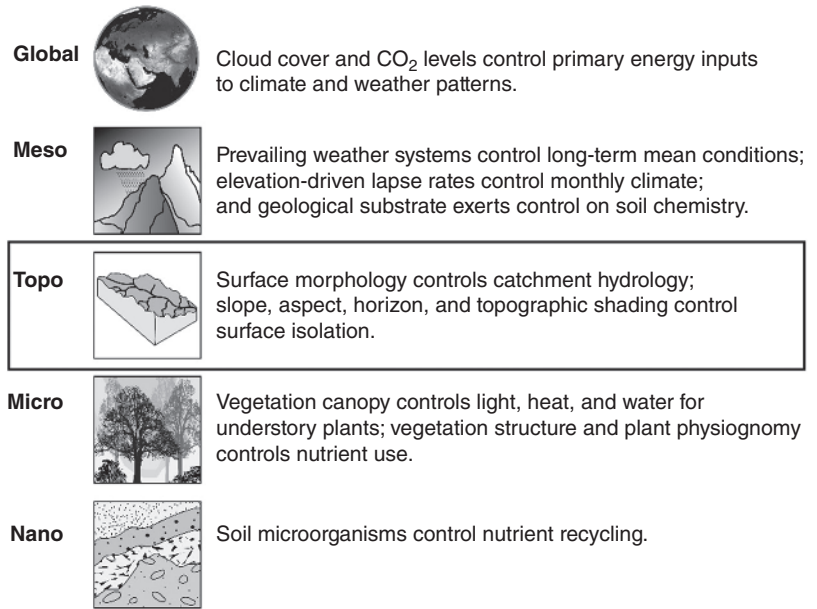 Global
Cloud cover and CO₂ levels control primary energy inputs
to climate and weather patterns.
Meso
Prevailing weather systems control long-term mean conditions;
elevation-driven lapse rates control monthly climate;
and geological substrate exerts control on soil chemistry.
Topo
Surface morphology controls catchment hydrology;
slope, aspect, horizon, and topographic shading control
surface isolation.
Micro
Vegetation canopy controls light, heat, and water for
understory plants; vegetation structure and plant physiognomy
controls nutrient use.
Nano
Soil microorganisms control nutrient recycling.